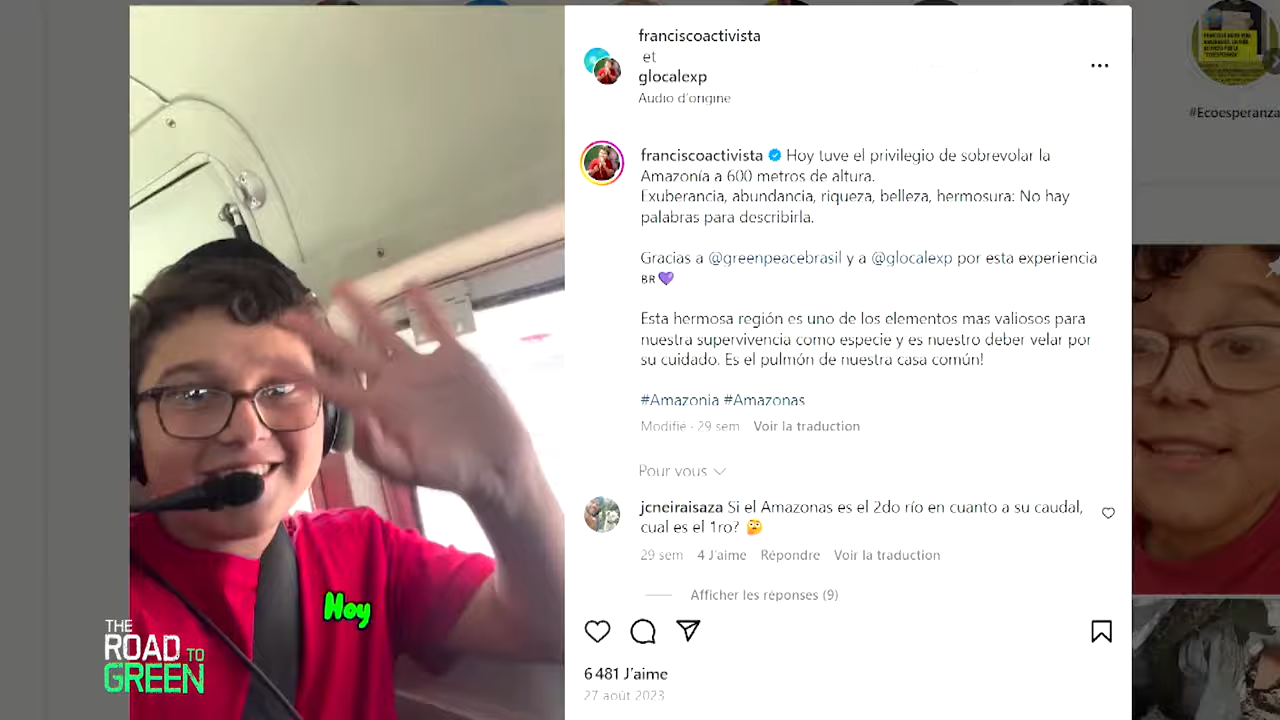 franciscoactivista
et
glocalexp
Audio d'origine
#Ecoesperanza
franciscoactivista Hoy tuve el privilegio de sobrevolar la
Amazonía a 600 metros de altura.
Exuberancia, abundancia, riqueza, belleza, hermosura: No hay
palabras para describirla.
Gracias a @greenpeacebrasil y a @glocalexp por esta experiencia
BR💜
Esta hermosa región es uno de los elementos mas valiosos para
nuestra supervivencia como especie y es nuestro deber velar por
su cuidado. Es el pulmón de nuestra casa común!
#Amazonia #Amazonas
Modifié · 29 sem Voir la traduction
Pour vous
jcneiraisaza Si el Amazonas es el 2do río en cuanto a su caudal,
cual es el 1ro? 🤔
29 sem 4 J'aime Répondre Voir la traduction
Afficher les réponses (9)
6 481 J'aime
27 août 2023
Hoy
THE
ROAD TO
GREEN